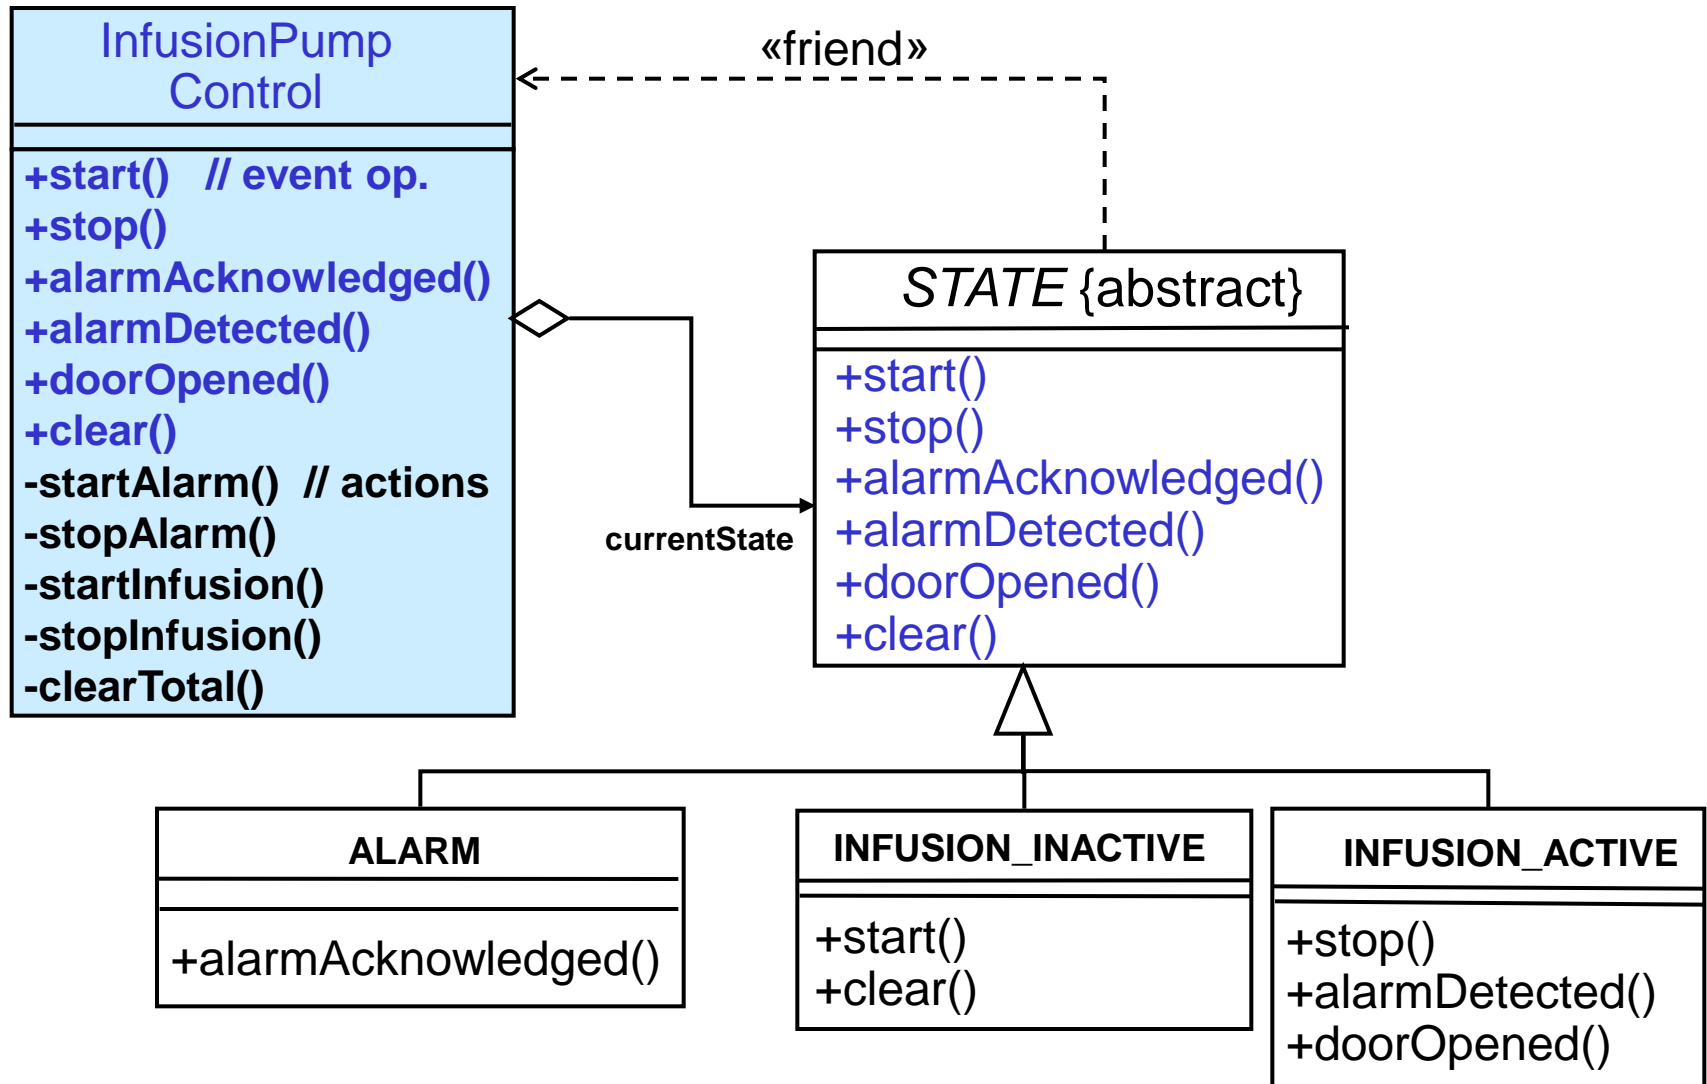 InfusionPump
Control
+start() // event op.
+stop()
+alarmAcknowledged()
+alarmDetected()
+doorOpened()
+clear()
-startAlarm() // actions
-stopAlarm()
-startInfusion()
-stopInfusion()
-clearTotal()
«friend»
currentState
STATE {abstract}
+start()
+stop()
+alarmAcknowledged()
+alarmDetected()
+doorOpened()
+clear()
ALARM
+alarmAcknowledged()
INFUSION_INACTIVE
+start()
+clear()
INFUSION_ACTIVE
+stop()
+alarmDetected()
+doorOpened()